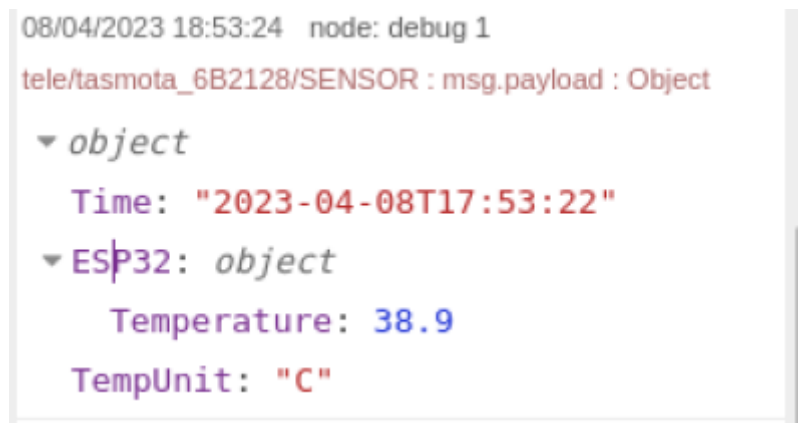 08/04/2023 18:53:24 node: debug 1
tele/tasmota_6B2128/SENSOR : msg.payload : Object
object
Time: "2023-04-08T17:53:22"
ESP32: object
Temperature: 38.9
TempUnit: "C"